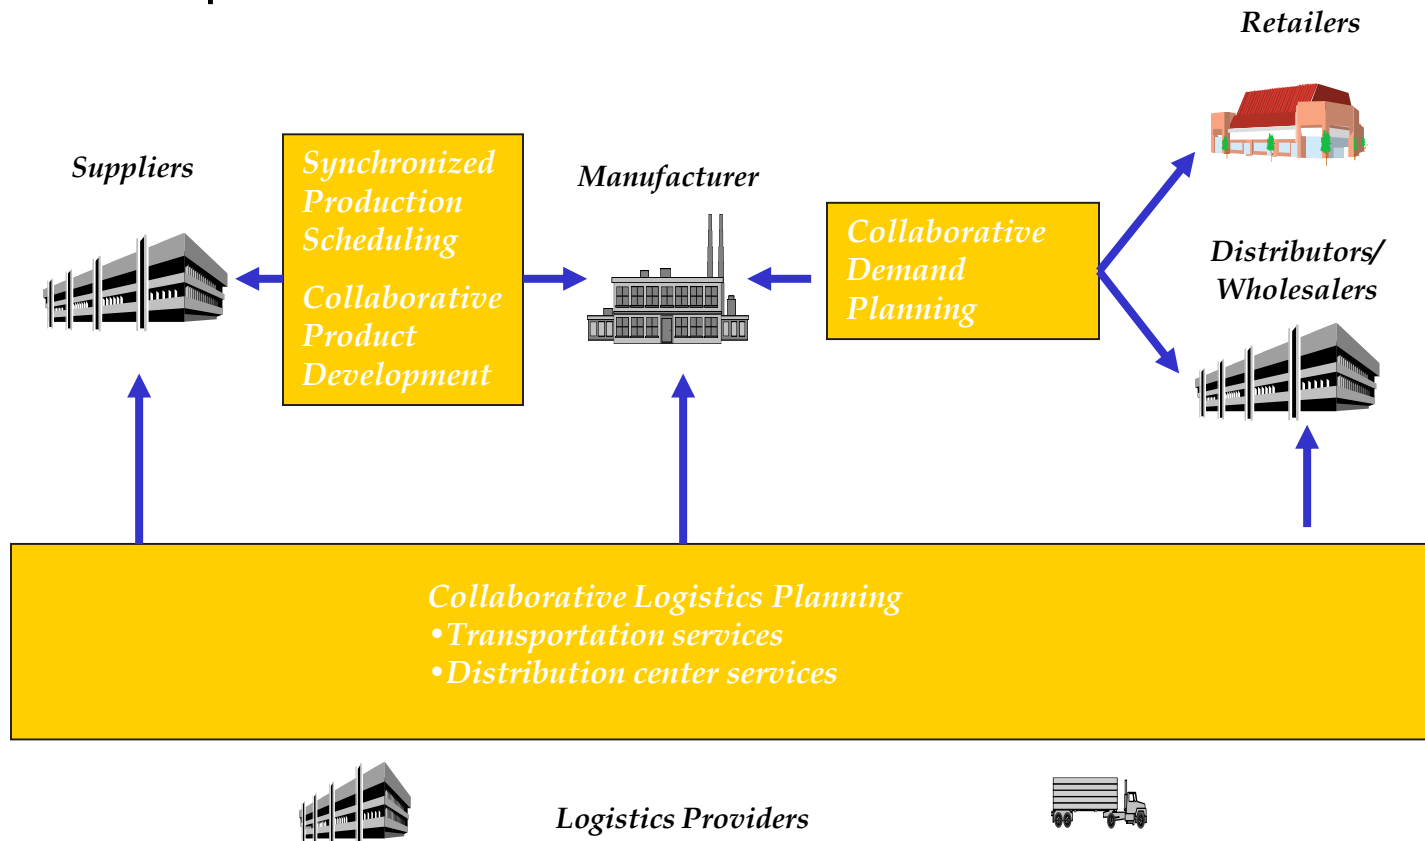 Retailers
Suppliers
Synchronized
Production
Scheduling
Collaborative
Product
Development
Manufacturer
Collaborative
Demand
Planning
Distributors/
Wholesalers
Collaborative Logistics Planning
•Transportation services
•Distribution center services
Logistics Providers